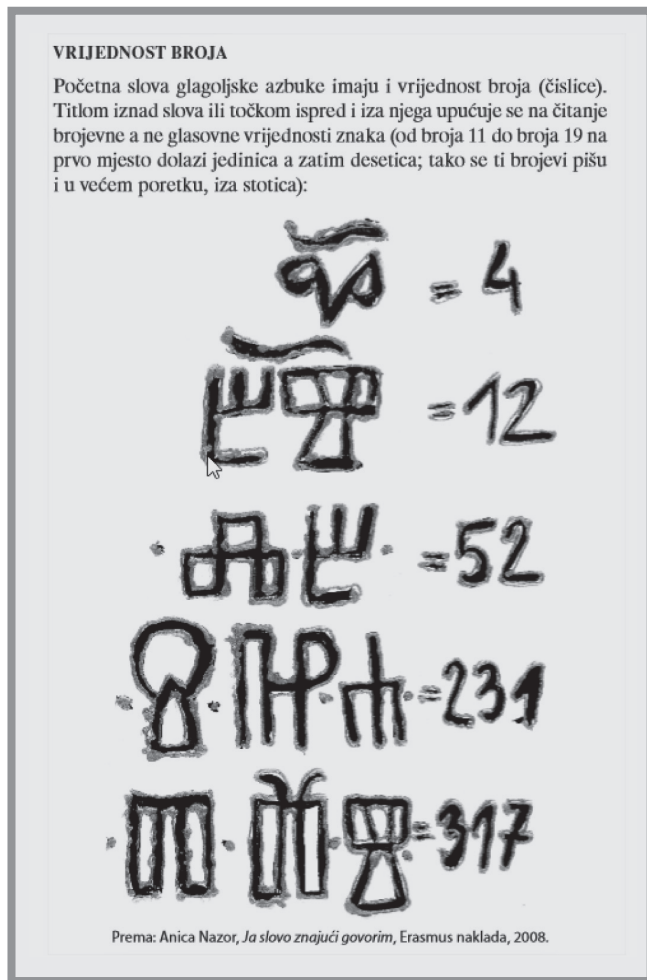 VRIJEDNOST BROJA
Početna slova glagoljske azbuke imaju i vrijednost broja (čislice).
Titlom iznad slova ili točkom ispred i iza njega upućuje se na čitanje
brojevne a ne glasovne vrijednosti znaka (od broja 11 do broja 19 na
prvo mjesto dolazi jedinica a zatim desetica; tako se ti brojevi pišu
i u većem poretku, iza stotica):
Ⰳ҃ = 4
ⰁⰉ҃ = 12
·Ⰾ·Ⰱ· = 52
·Ⱄ·Ⰼ·Ⰰ· = 231
·Ⱅ·ⰆⰉ· = 317
Prema: Anica Nazor, Ja slovo znajući govorim, Erasmus naklada, 2008.